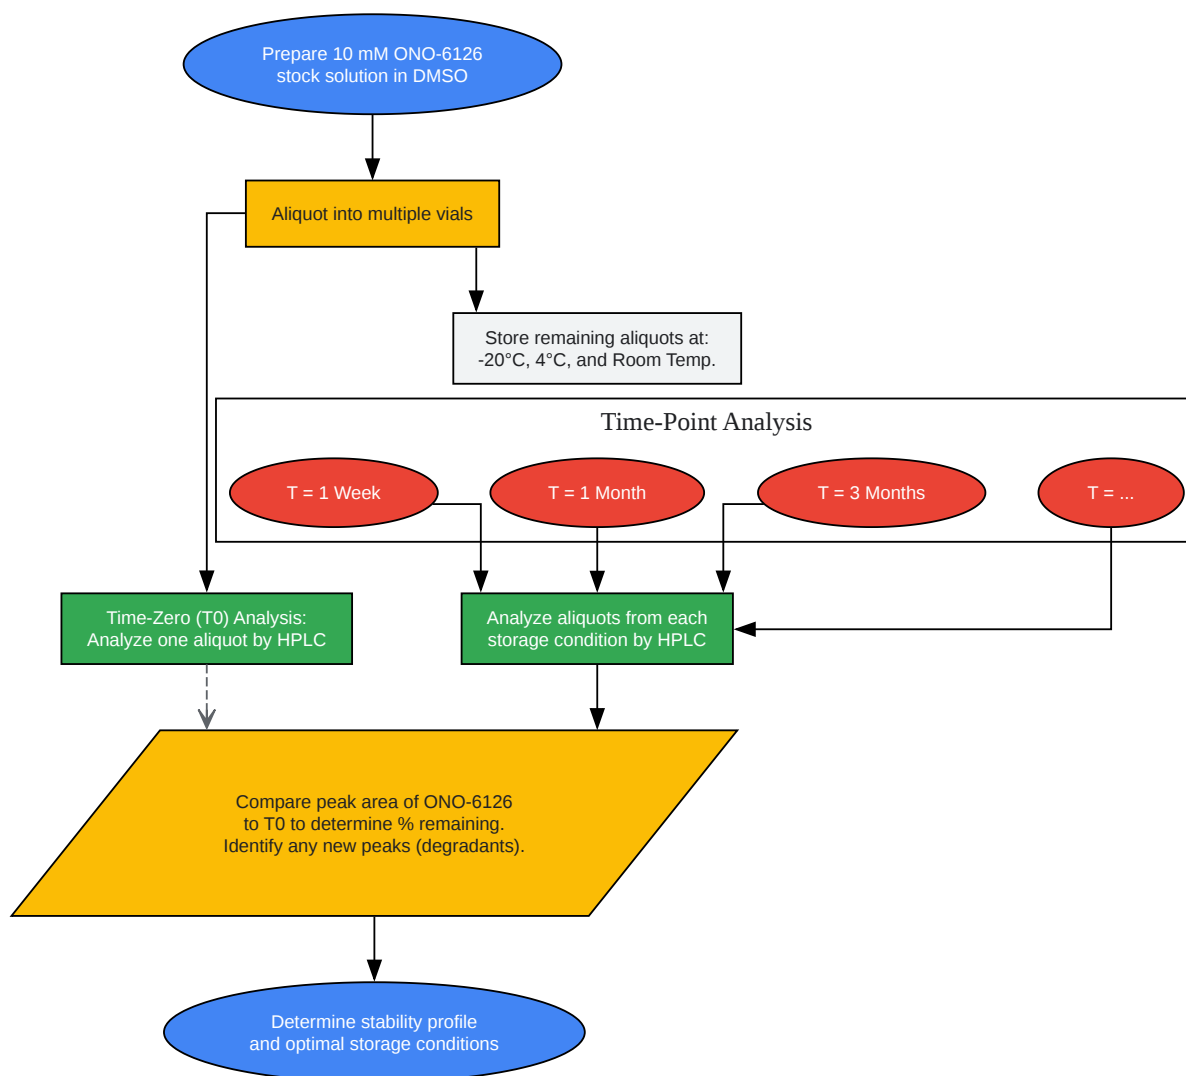 Prepare 10 mM ONO-6126
stock solution in DMSO
Aliquot into multiple vials
Store remaining aliquots at:
-20°C, 4°C, and Room Temp.
Time-Point Analysis
T = 1 Week
T = 1 Month
T = 3 Months
T = ...
Time-Zero (T0) Analysis:
Analyze one aliquot by HPLC
Analyze aliquots from each
storage condition by HPLC
Compare peak area of ONO-6126
to T0 to determine % remaining.
Identify any new peaks (degradants).
Determine stability profile
and optimal storage conditions